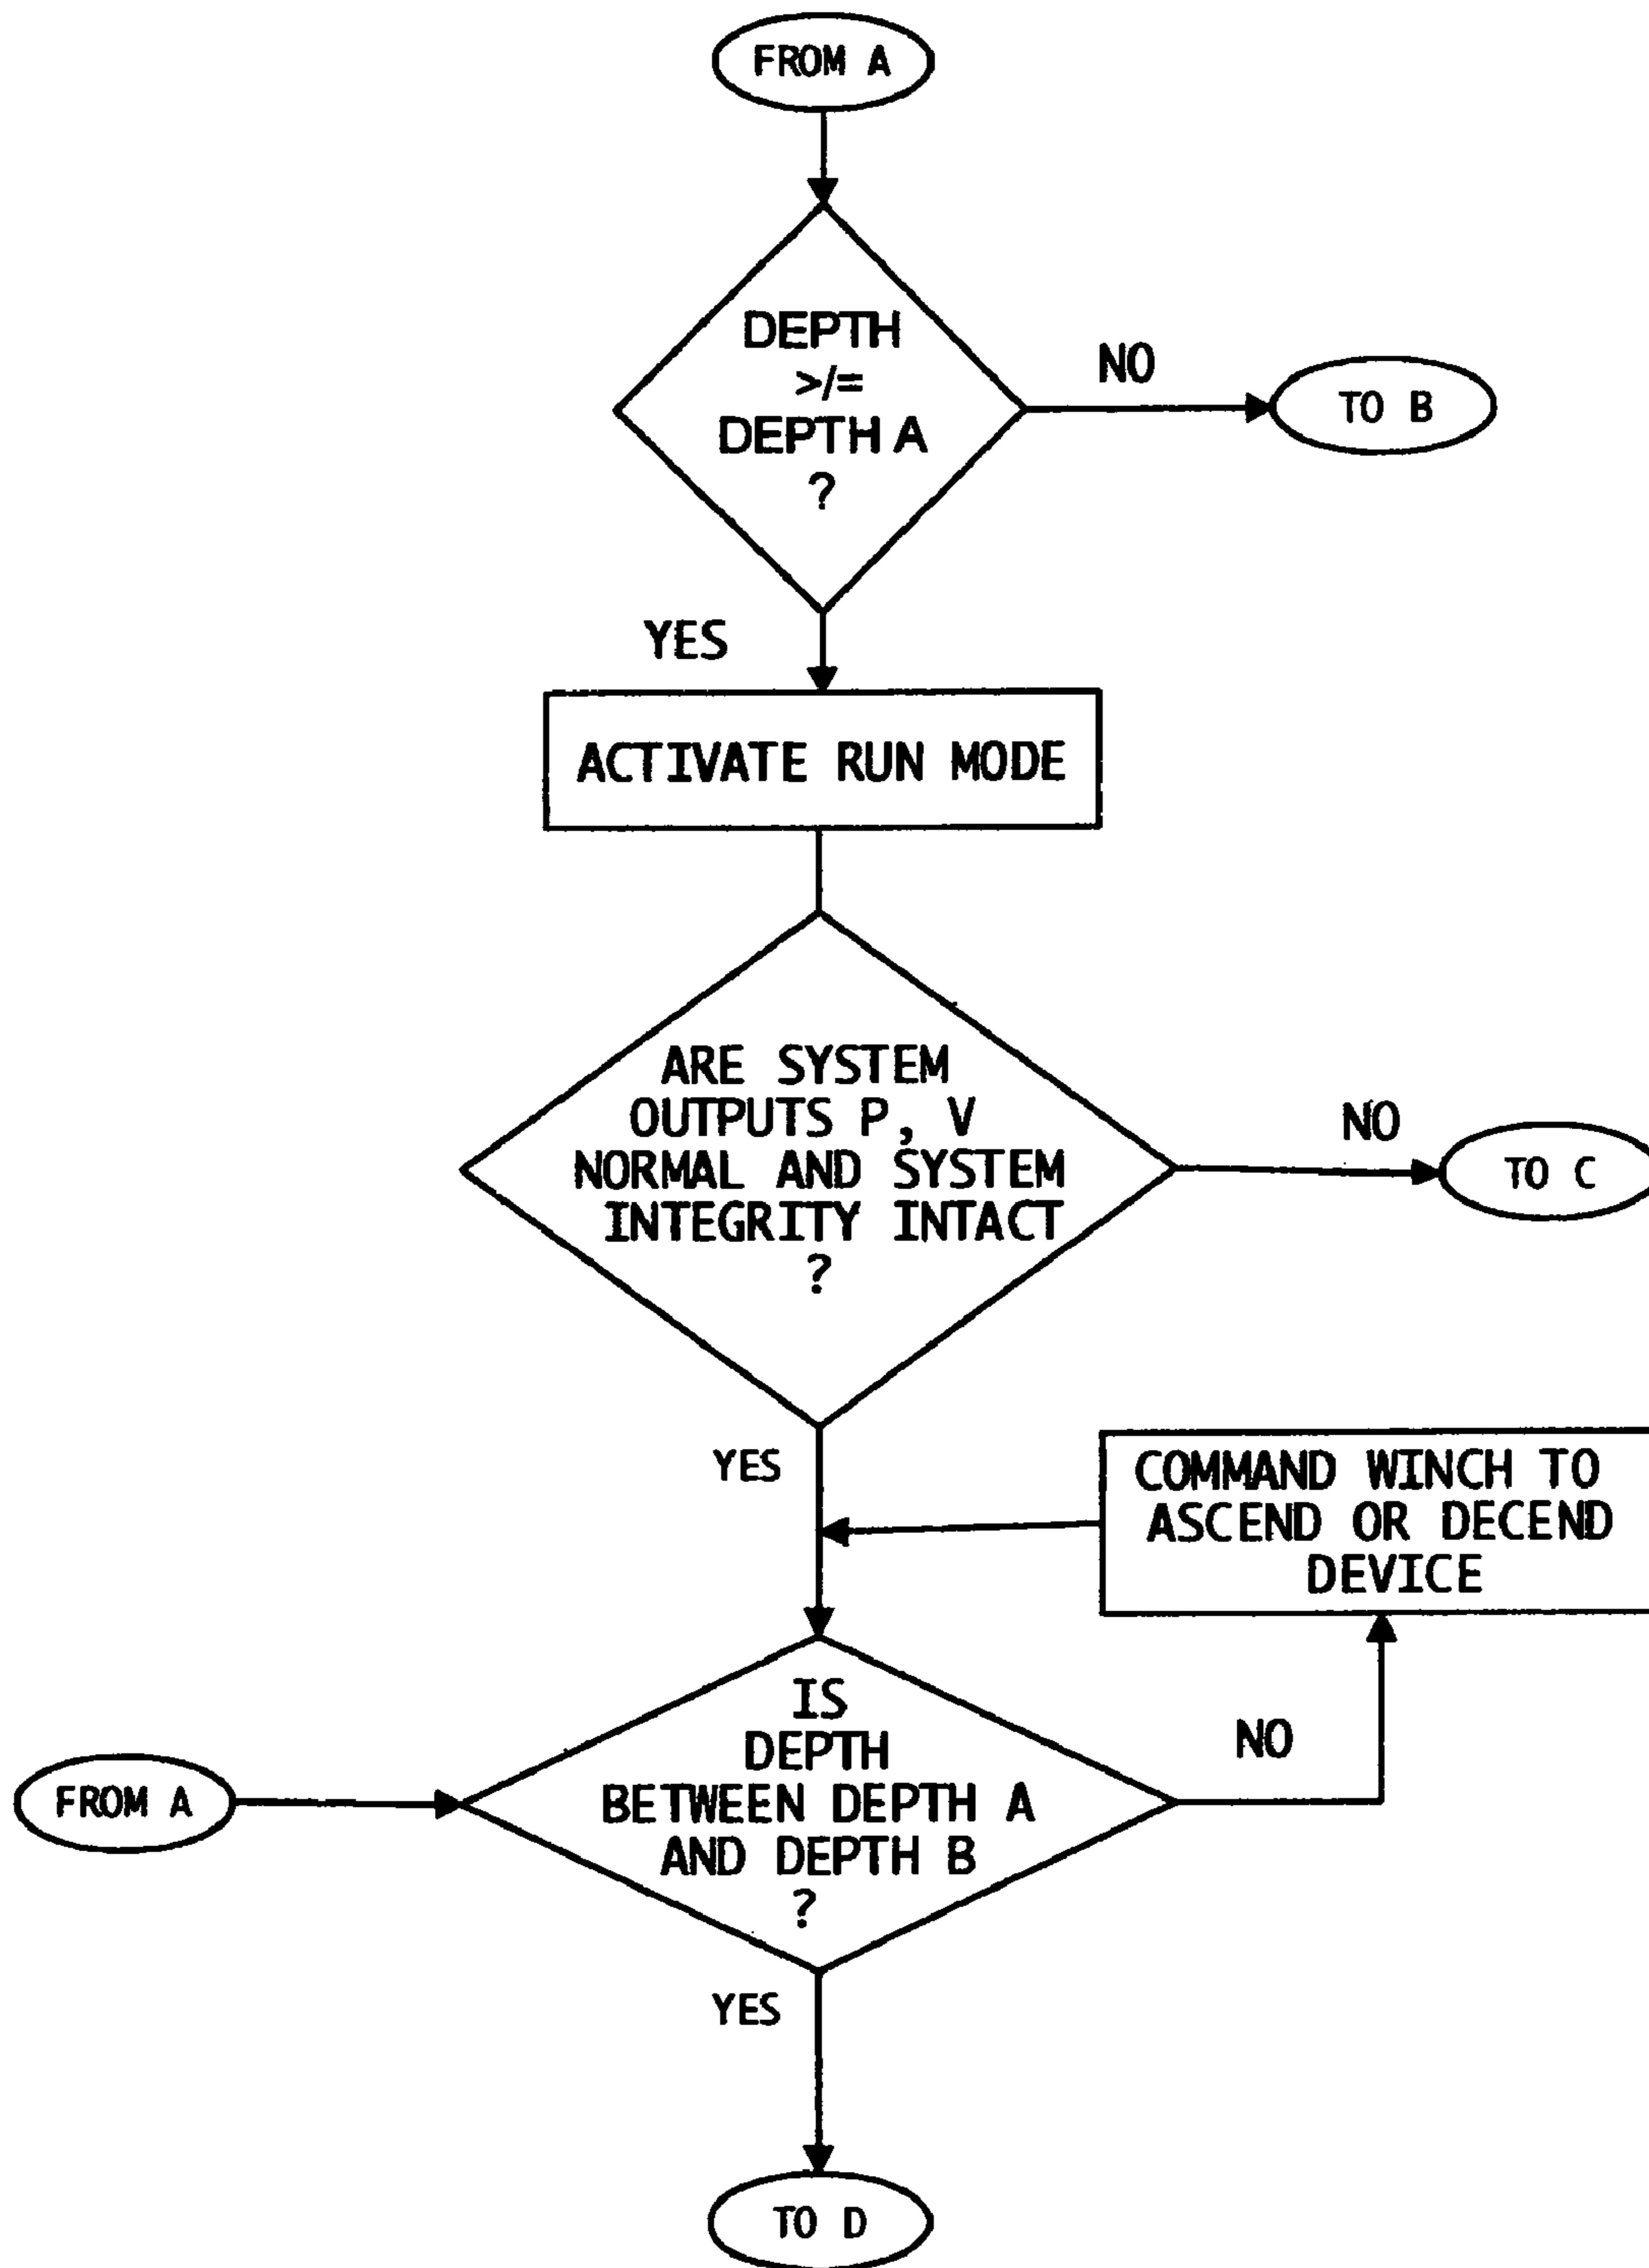 FROM A
DEPTH
>/=
DEPTH A
?
NO
TO B
YES
ACTIVATE RUN MODE
ARE SYSTEM
OUTPUTS P, V
NORMAL AND SYSTEM
INTEGRITY INTACT
?
NO
TO C
YES
COMMAND WINCH TO
ASCEND OR DECEND
DEVICE
IS
DEPTH
BETWEEN DEPTH A
AND DEPTH B
?
NO
FROM A
YES
TO D